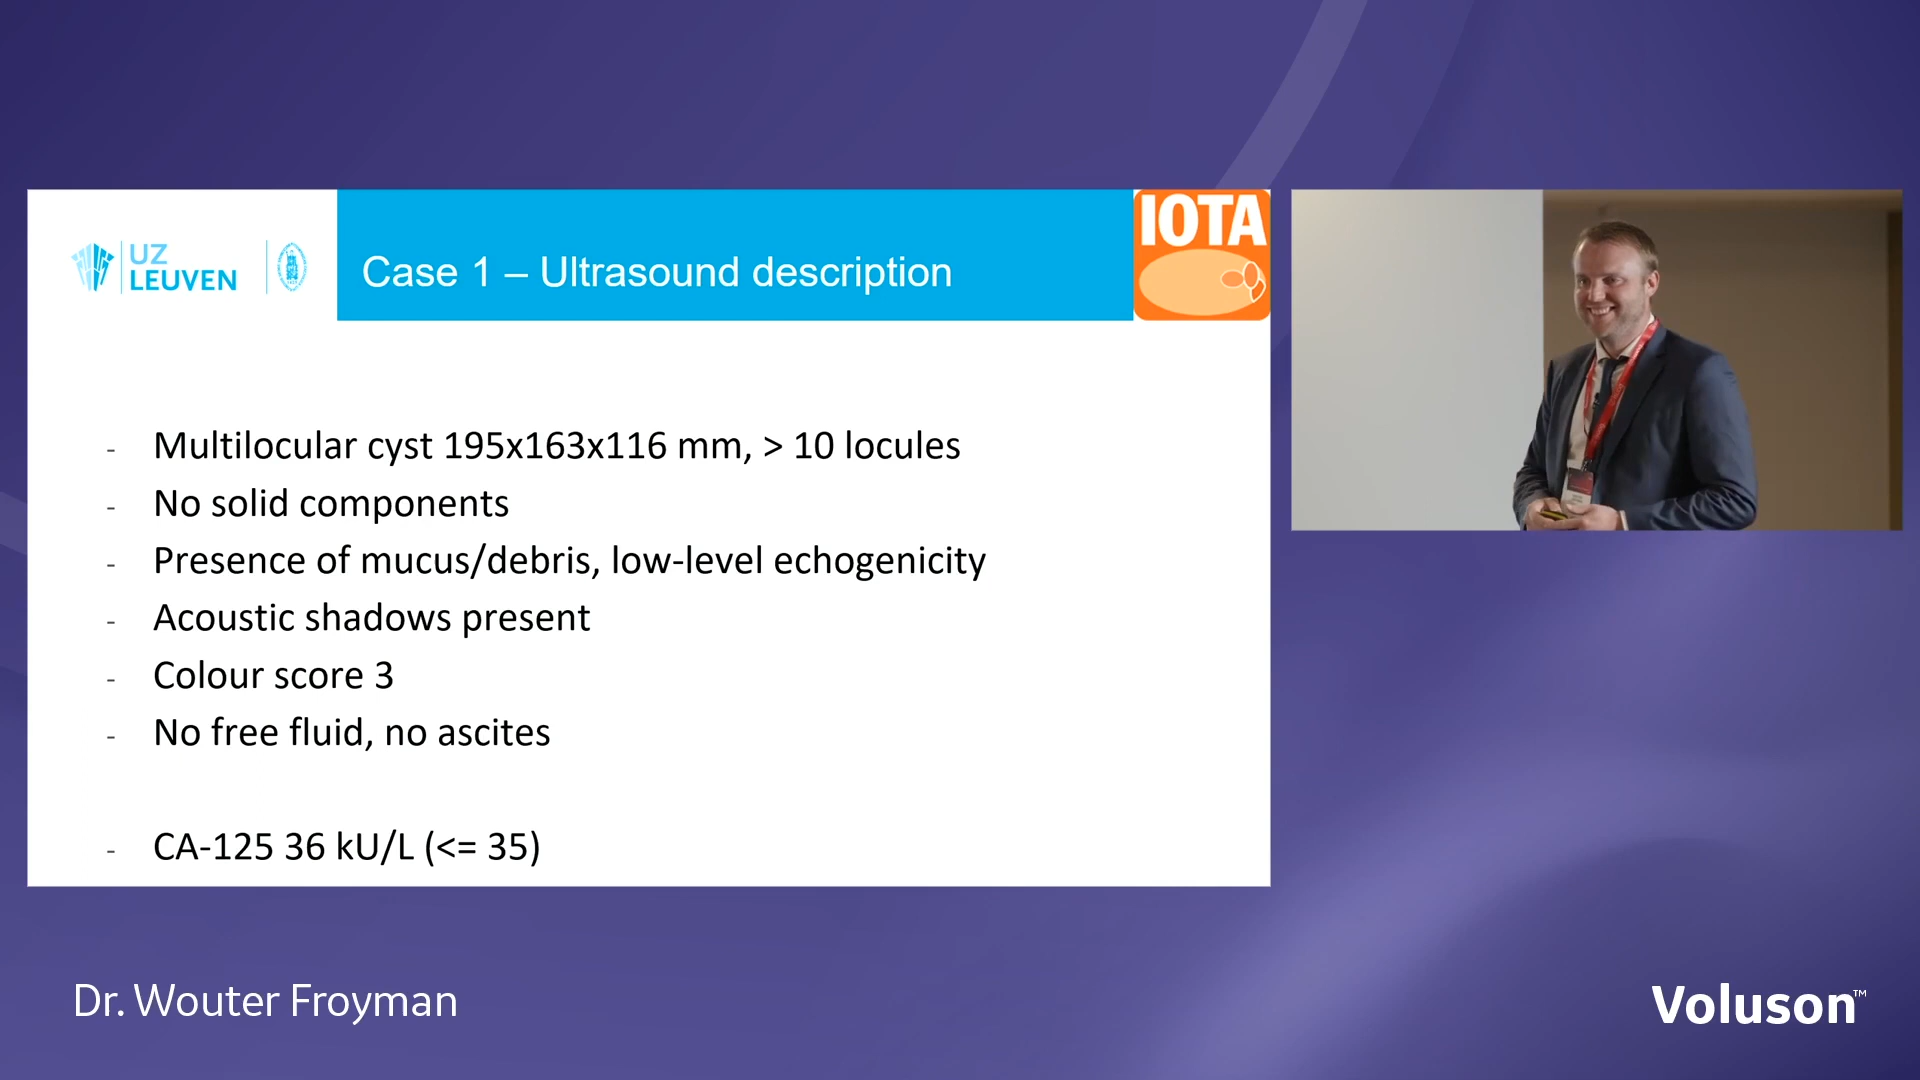 UZ
LEUVEN
Case 1 – Ultrasound description
IOTA
- Multilocular cyst 195x163x116 mm, > 10 locules
- No solid components
- Presence of mucus/debris, low-level echogenicity
- Acoustic shadows present
- Colour score 3
- No free fluid, no ascites
- CA-125 36 kU/L (<= 35)
Dr. Wouter Froyman
Voluson™